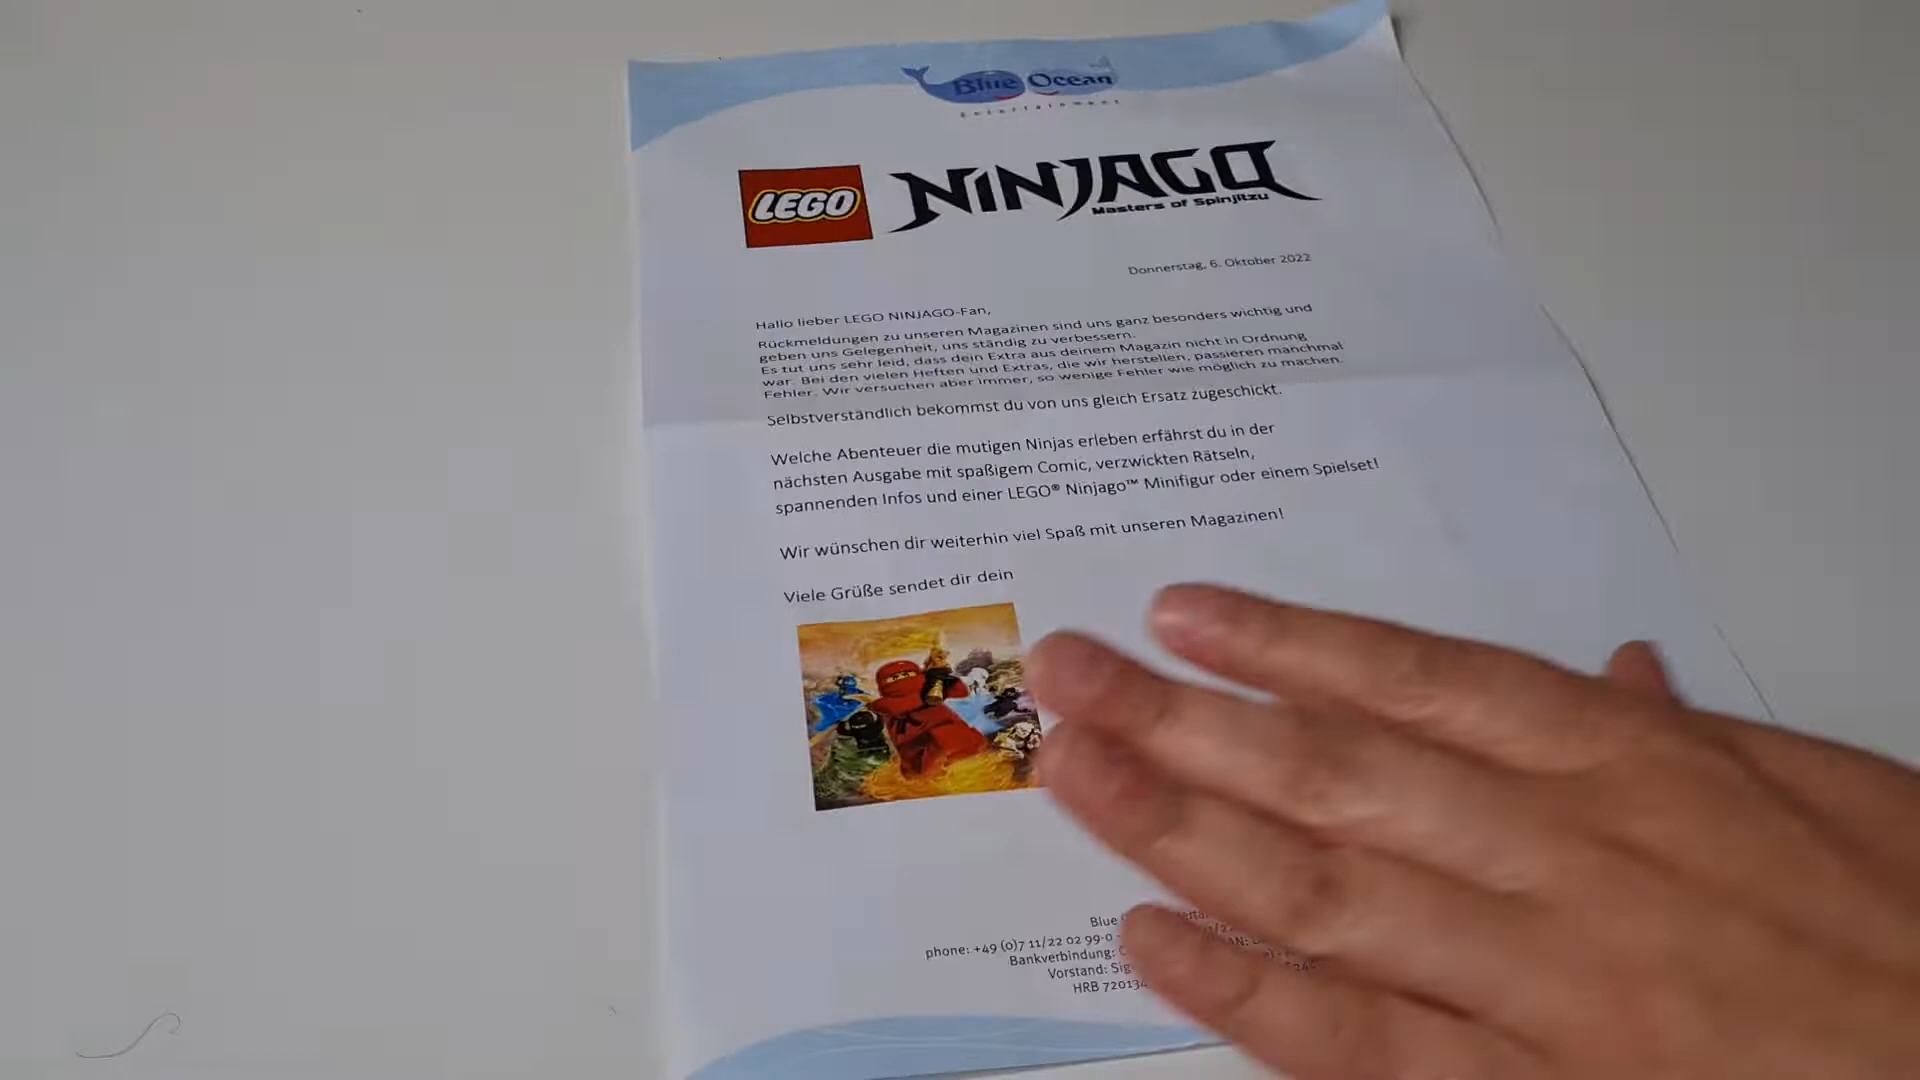 Blue Ocean
Entertainment
LEGO NINJAGO
Masters of Spinjitzu
Donnerstag, 6. Oktober 2022
Hallo lieber LEGO NINJAGO-Fan,
Rückmeldungen zu unseren Magazinen sind uns ganz besonders wichtig und
geben uns Gelegenheit, uns ständig zu verbessern.
Es tut uns sehr leid, dass dein Extra aus deinem Magazin nicht in Ordnung
war. Bei den vielen Heften und Extras, die wir herstellen, passieren manchmal
Fehler. Wir versuchen aber immer, so wenige Fehler wie möglich zu machen.
Selbstverständlich bekommst du von uns gleich Ersatz zugeschickt.
Welche Abenteuer die mutigen Ninjas erleben erfährst du in der
nächsten Ausgabe mit spaßigem Comic, verzwickten Rätseln,
spannenden Infos und einer LEGO® Ninjago™ Minifigur oder einem Spielset!
Wir wünschen dir weiterhin viel Spaß mit unseren Magazinen!
Viele Grüße sendet dir dein
Blue
phone: +49 (0)7 11/22 02 99-0 -
Bankverbindung:
Vorstand: Sig
HRB 72013